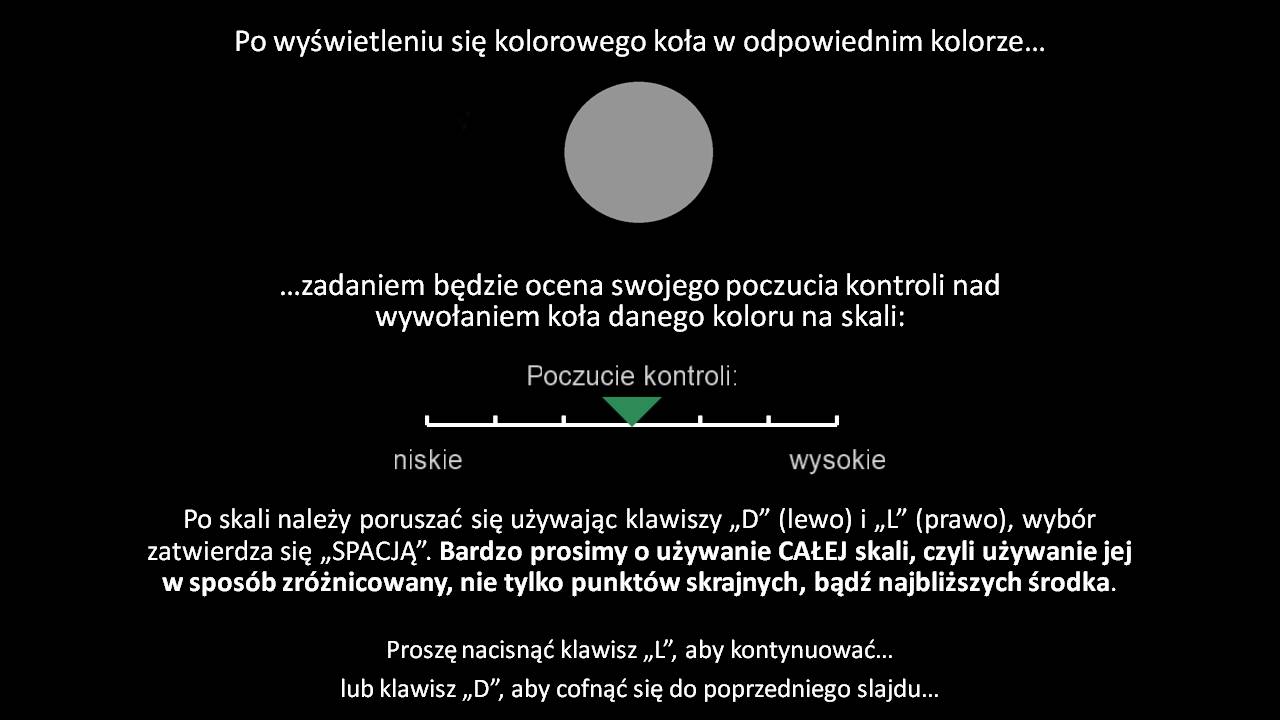 Po wyświetleniu się kolorowego koła w odpowiednim kolorze...
...zadaniem będzie ocena swojego poczucia kontroli nad
wywołaniem koła danego koloru na skali:
Poczucie kontroli:
niskie wysokie
Po skali należy poruszać się używając klawiszy „D” (lewo) i „L” (prawo), wybór
zatwierdza się „SPACJĄ”. Bardzo prosimy o używanie CAŁEJ skali, czyli używanie jej
w sposób zróżnicowany, nie tylko punktów skrajnych, bądź najbliższych środka.
Proszę nacisnąć klawisz „L”, aby kontynuować...
lub klawisz „D”, aby cofnąć się do poprzedniego slajdu...